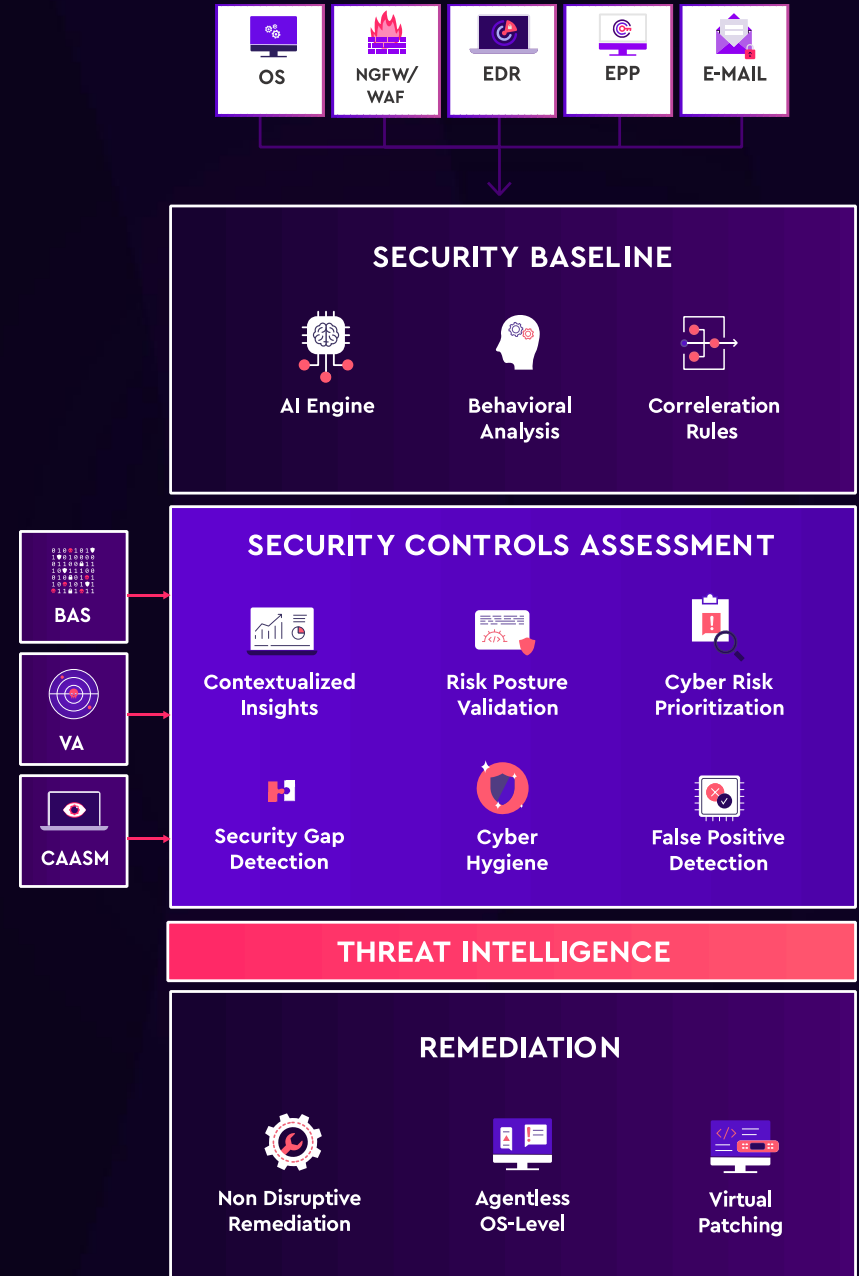 OS
NGFW/
WAF
EDR
EPP
E-MAIL
SECURITY BASELINE
AI Engine
Behavioral
Analysis
Correleration
Rules
BAS
VA
CAASM
SECURITY CONTROLS ASSESSMENT
Contextualized
Insights
Risk Posture
Validation
Cyber Risk
Prioritization
Security Gap
Detection
Cyber
Hygiene
False Positive
Detection
THREAT INTELLIGENCE
REMEDIATION
Non Disruptive
Remediation
Agentless
OS-Level
Virtual
Patching